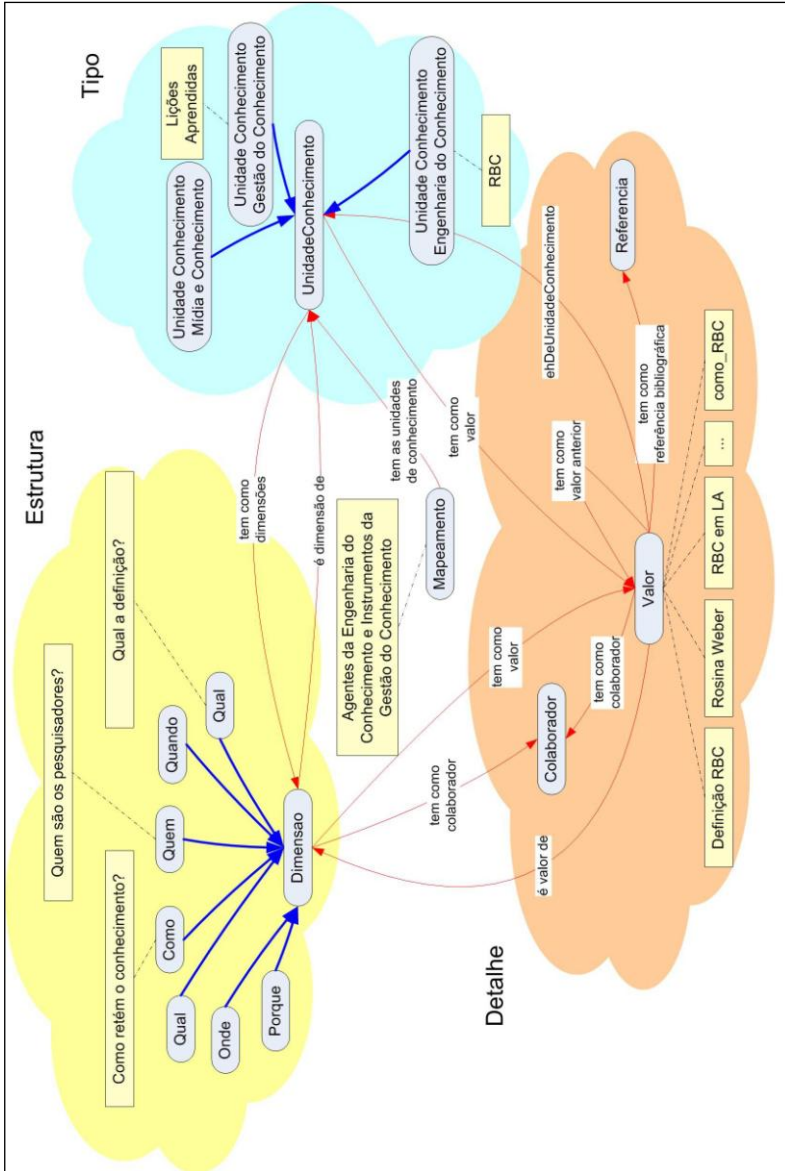 Estrutura
Tipo
Quem são os pesquisadores?
Como retém o conhecimento?
Qual a definição?
Lições
Aprendidas
Qual
Onde
Porque
Como
Quem
Quando
Qual
Dimensao
Unidade Conhecimento
Mídia e Conhecimento
Unidade Conhecimento
Gestão do Conhecimento
UnidadeConhecimento
Unidade Conhecimento
Engenharia do Conhecimento
RBC
tem como
dimensões
é dimensão de
Agentes da Engenharia do
Conhecimento e Instrumentos da
Gestão do Conhecimento
Mapeamento
tem as unidades
de conhecimento
tem como
valor
tem como
colaborador
tem como
valor
ehDeUnidadeConhecimento
Detalhe
é valor de
Colaborador
tem como
colaborador
tem como
valor anterior
tem como
referência bibliográfica
Referencia
Valor
Definição RBC
Rosina Weber
RBC em LA
...
como_RBC